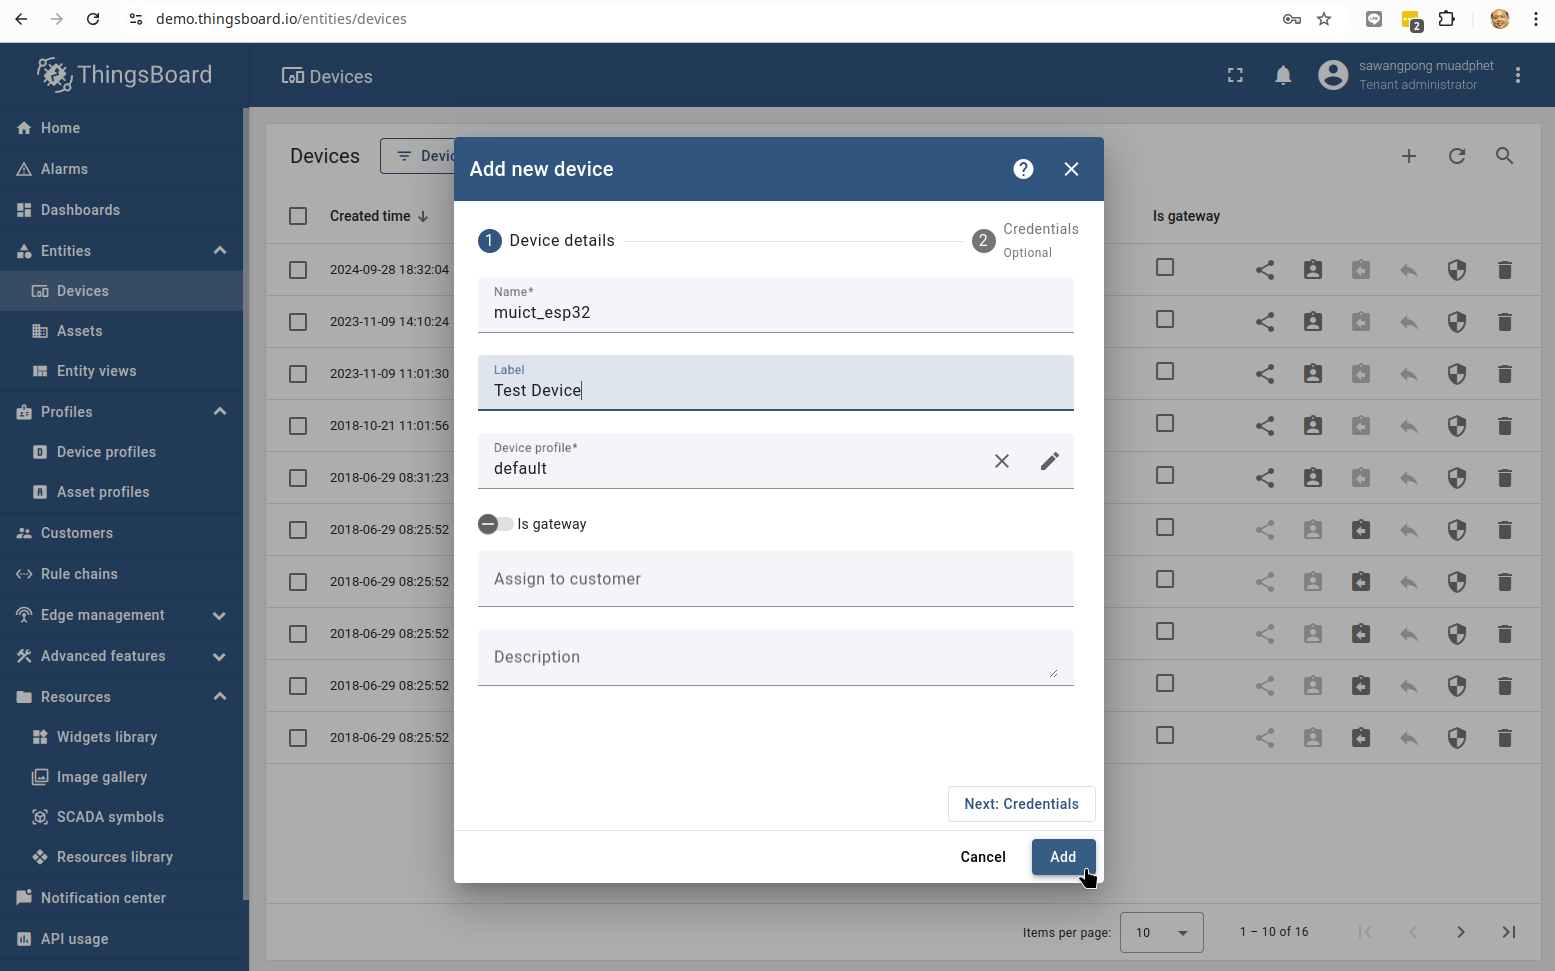 demo.thingsboard.io/entities/devices
2
ThingsBoard
Devices
sawangpong muadphet
Tenant administrator
Home
Alarms
Dashboards
Entities
Devices
Assets
Entity views
Profiles
Device profiles
Asset profiles
Customers
Rule chains
Edge management
Advanced features
Resources
Widgets library
Image gallery
SCADA symbols
Resources library
Notification center
API usage
Devices
Created time
Is gateway
2024-09-28 18:32:04
2023-11-09 14:10:24
2023-11-09 11:01:30
2018-10-21 11:01:56
2018-06-29 08:31:23
2018-06-29 08:25:52
2018-06-29 08:25:52
2018-06-29 08:25:52
2018-06-29 08:25:52
2018-06-29 08:25:52
Add new device
1 Device details
2 Credentials
Optional
Name*
muict_esp32
Label
Test Device
Device profile*
default
Is gateway
Assign to customer
Description
Next: Credentials
Cancel
Add
Items per page: 10 1 – 10 of 16